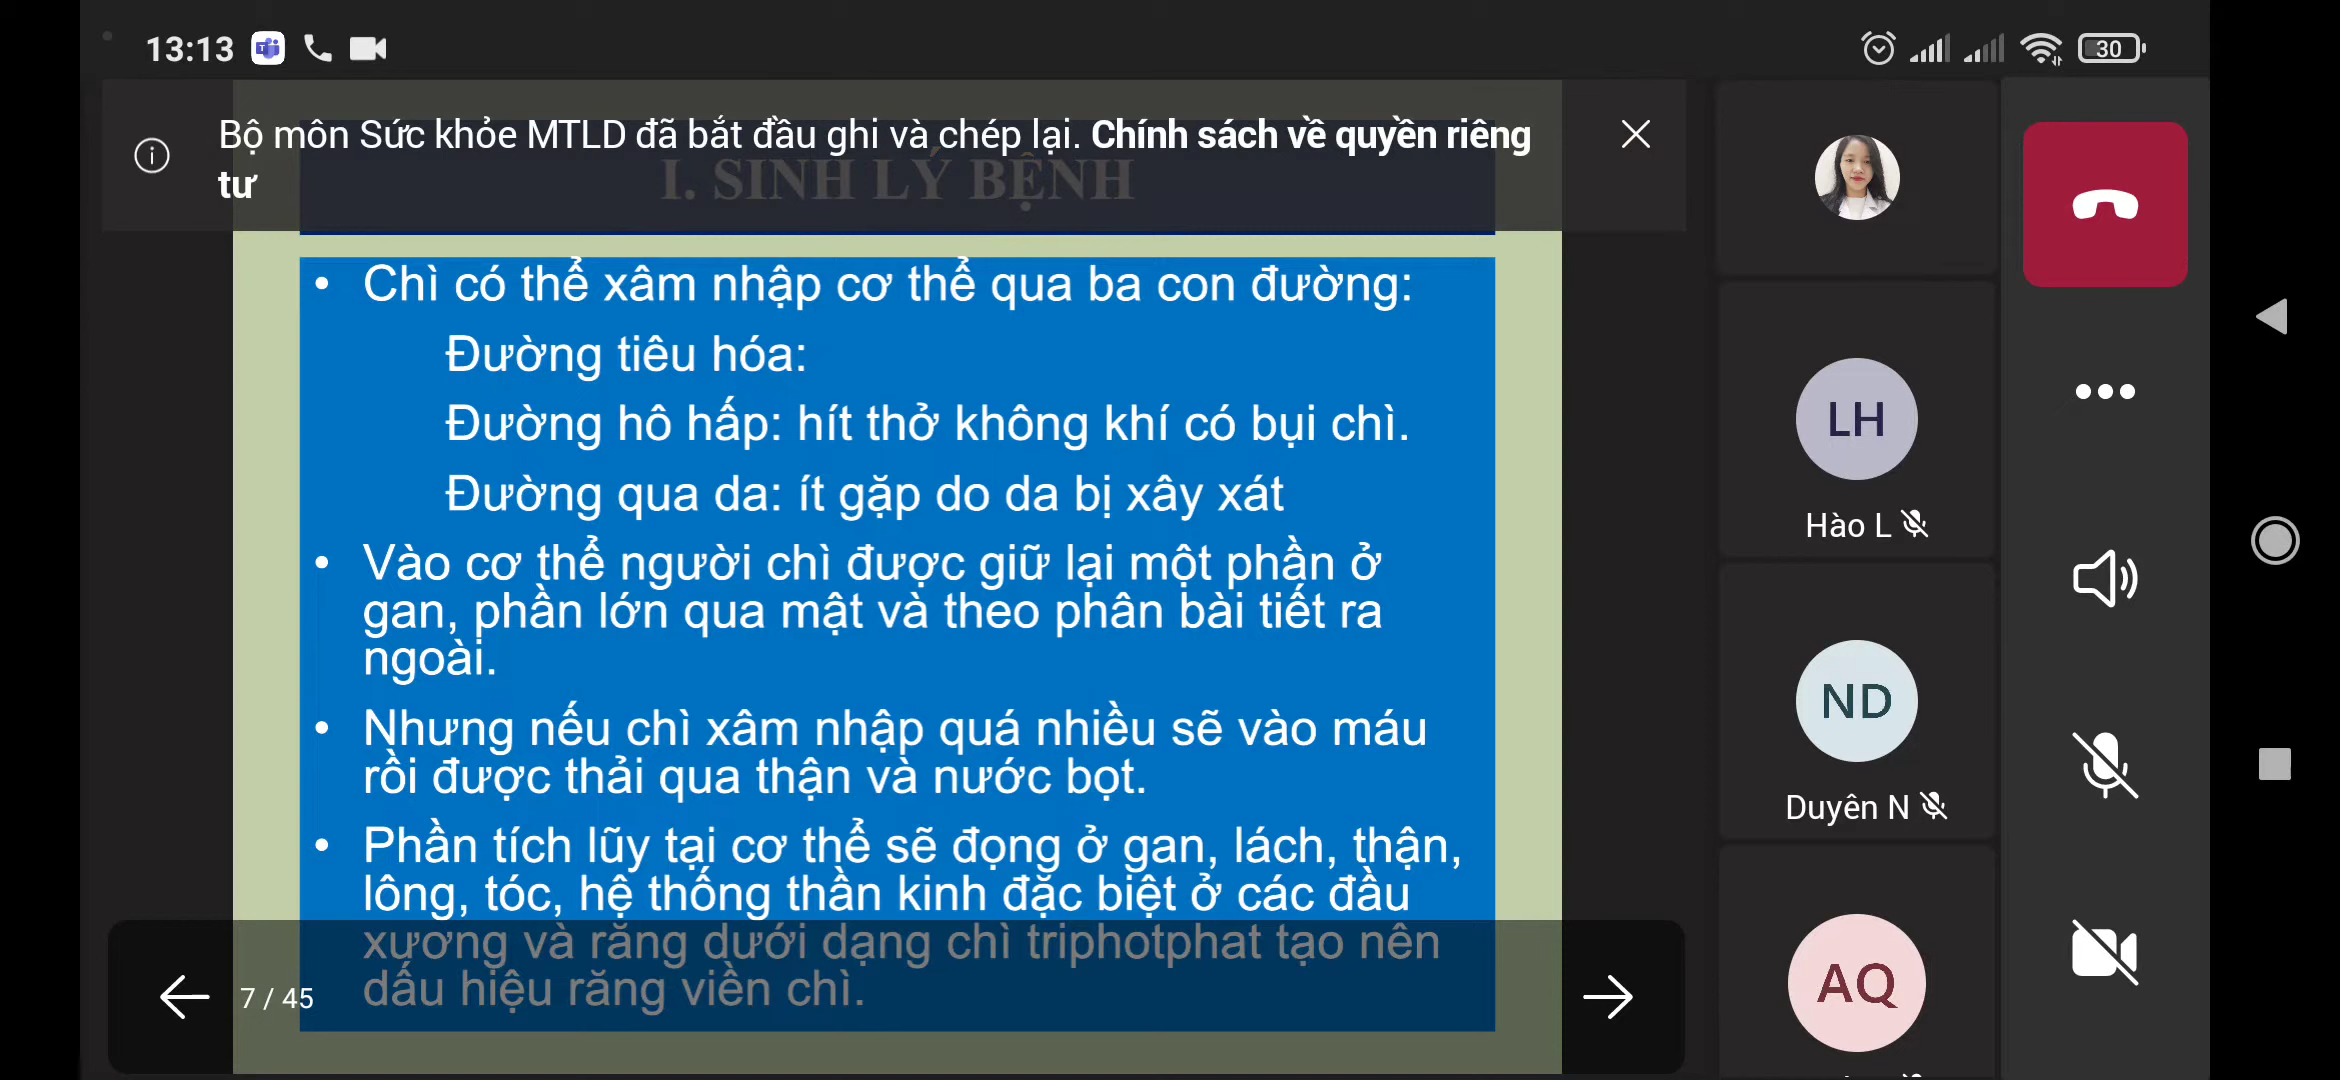 13:13
30
Bộ môn Sức khỏe MTLD đã bắt đầu ghi và chép lại. Chính sách về quyền riêng
tư
I. SINH LÝ BỆNH
• Chì có thể xâm nhập cơ thể qua ba con đường:
Đường tiêu hóa:
Đường hô hấp: hít thở không khí có bụi chì.
Đường qua da: ít gặp do da bị xây xát
• Vào cơ thể người chì được giữ lại một phần ở
gan, phần lớn qua mật và theo phân bài tiết ra
ngoài.
• Nhưng nếu chì xâm nhập quá nhiều sẽ vào máu
rồi được thải qua thận và nước bọt.
• Phần tích lũy tại cơ thể sẽ đọng ở gan, lách, thận,
lông, tóc, hệ thống thần kinh đặc biệt ở các đầu
xương và răng dưới dạng chì triphotphat tạo nên
dấu hiệu răng viền chì.
7 / 45
LH
Hào L
ND
Duyên N
AQ